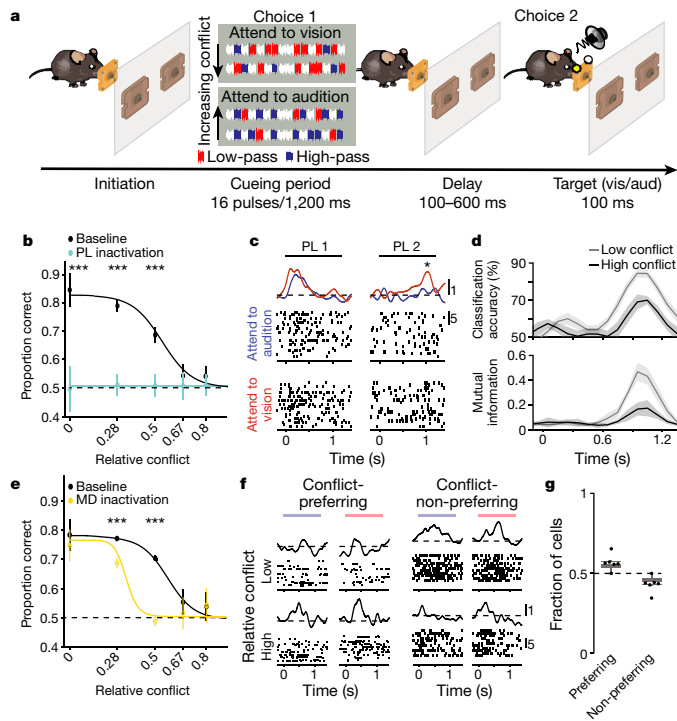 a
Choice 1
Choice 2
Increasing conflict
Attend to vision
Attend to audition
Low-pass
High-pass
Initiation
Cueing period
16 pulses/1,200 ms
Delay
100–600 ms
Target (vis/aud)
100 ms
b
Baseline
PL inactivation
*** *** ***
Proportion correct
0.9
0.8
0.7
0.6
0.5
0.4
0 0.28 0.5 0.67 0.8
Relative conflict
c
PL 1
PL 2
*
1
5
Attend to
audition
Attend to
vision
0 1 0 1
Time (s)
d
Low conflict
High conflict
Classification
accuracy (%)
90
70
50
Mutual
information
0.6
0.4
0.2
0
0 0.6 1.2
Time (s)
e
Baseline
MD inactivation
*** ***
Proportion correct
0.9
0.8
0.7
0.6
0.5
0.4
0 0.28 0.5 0.67 0.8
Relative conflict
f
Conflict-
preferring
Conflict-
non-preferring
Relative conflict
Low
High
1
5
0 1 0 1 0 1 0 1
Time (s)
Time (s)
g
Fraction of cells
1
0.5
0
Preferring
Non-preferring